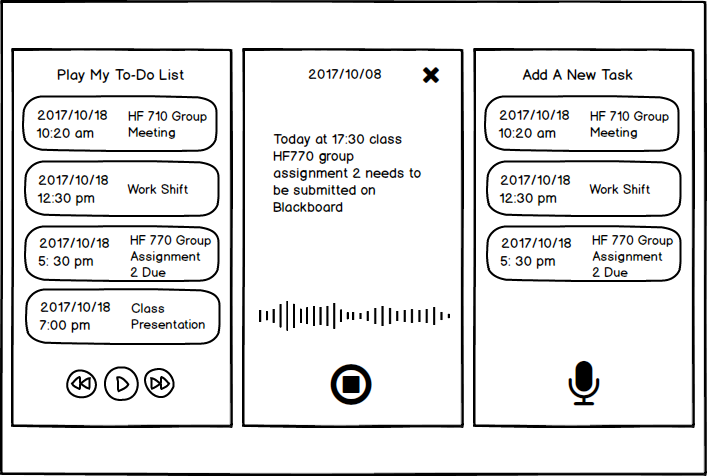 Play My To-Do List
2017/10/18
10:20 am
HF 710 Group
Meeting
2017/10/18
12:30 pm
Work Shift
2017/10/18
5: 30 pm
HF 770 Group
Assignment
2 Due
2017/10/18
7:00 pm
Class
Presentation
2017/10/08
Today at 17:30 class
HF770 group
assignment 2 needs to
be submitted on
Blackboard
Add A New Task
2017/10/18
10:20 am
HF 710 Group
Meeting
2017/10/18
12:30 pm
Work Shift
2017/10/18
5: 30 pm
HF 770 Group
Assignment
2 Due